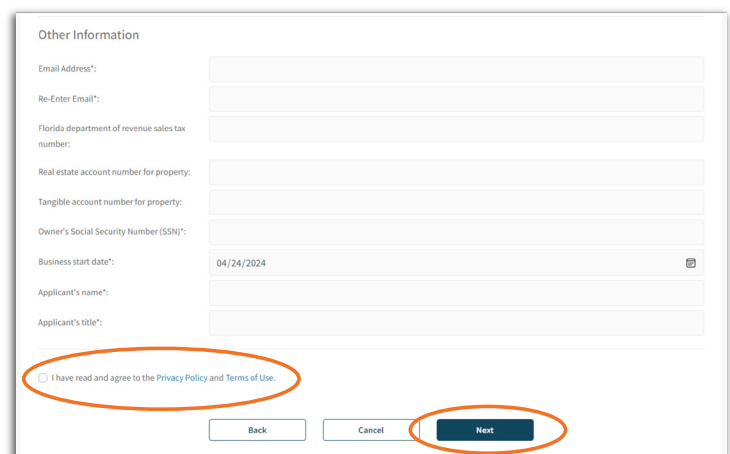 Other Information
Email Address*:
Re-Enter Email*:
Florida department of revenue sales tax
number:
Real estate account number for property:
Tangible account number for property:
Owner's Social Security Number (SSN)*:
Business start date*:
04/24/2024
Applicant's name*:
Applicant's title*:
I have read and agree to the Privacy Policy and Terms of Use.
Back Cancel Next